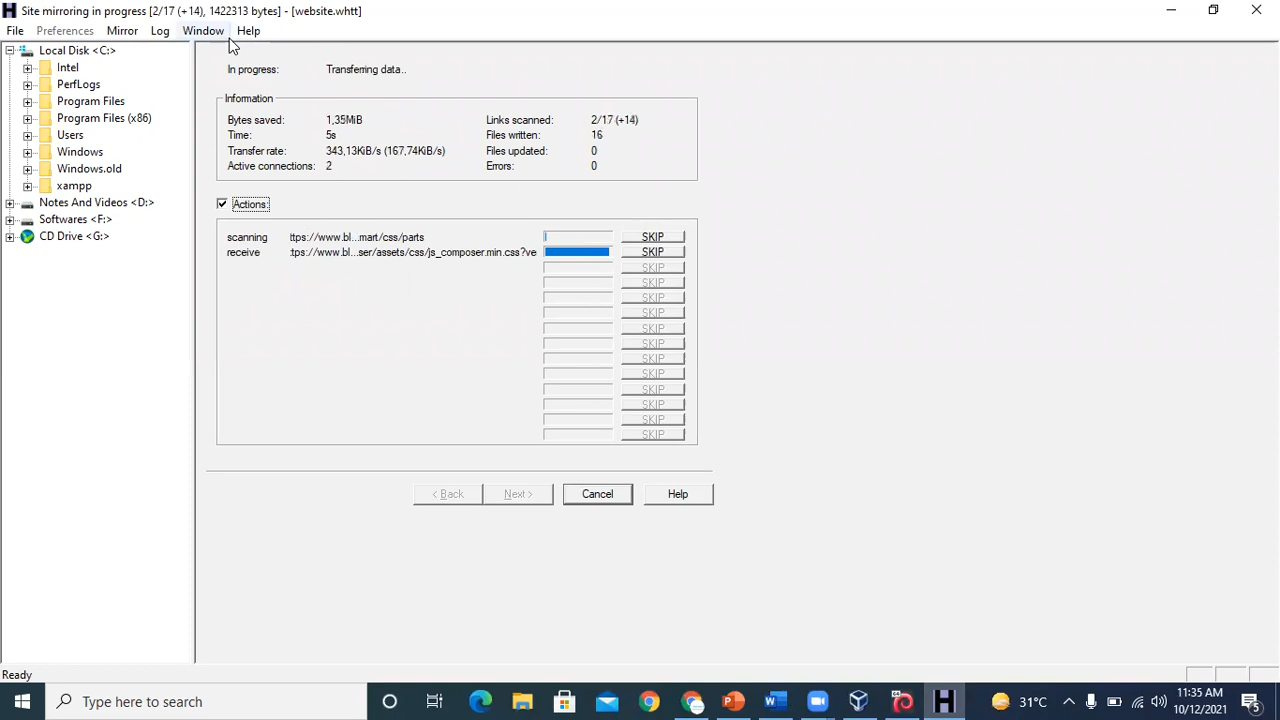 Site mirroring in progress [2/17 (+14), 1422313 bytes] - [website.whtt]
File Preferences Mirror Log Window Help
Local Disk <C:>
Intel
PerfLogs
Program Files
Program Files (x86)
Users
Windows
Windows.old
xampp
Notes And Videos <D:>
Softwares <F:>
CD Drive <G:>
In progress: Transferring data..
Information
Bytes saved: 1,35MiB Links scanned: 2/17 (+14)
Time: 5s Files written: 16
Transfer rate: 343,13KiB/s (167,74KiB/s) Files updated: 0
Active connections: 2 Errors: 0
Actions:
scanning ttps://www.bl...mart/css/parts SKIP
receive :tps://www.bl...ser/assets/css/js_composer.min.css?ve SKIP
SKIP
SKIP
SKIP
SKIP
SKIP
SKIP
SKIP
SKIP
SKIP
SKIP
SKIP
SKIP
< Back Next > Cancel Help
Ready
Type here to search
31°C
11:35 AM
10/12/2021
5